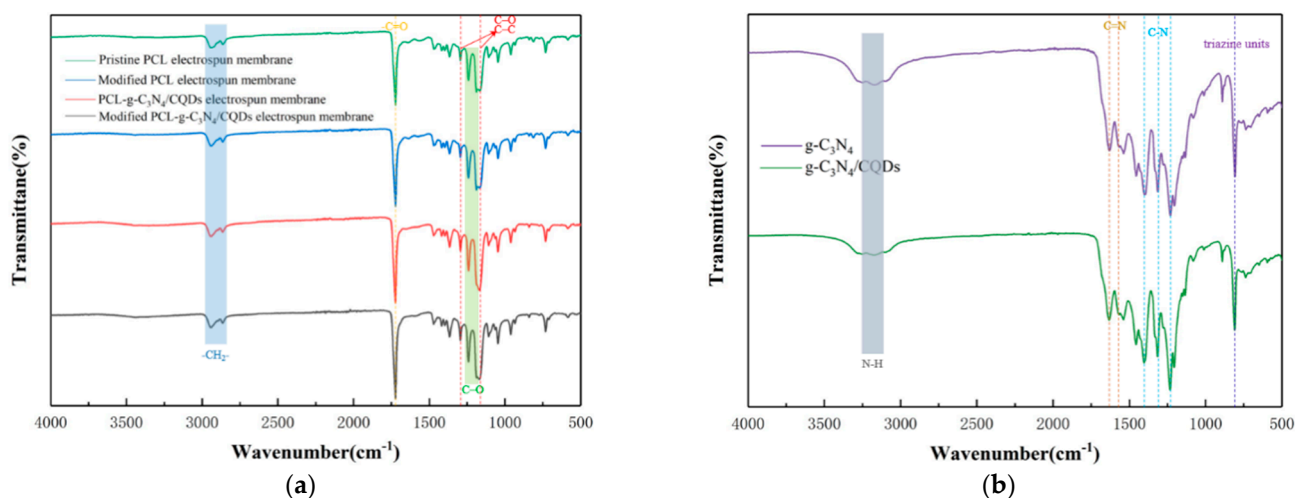 -C=O
C-O
C-C
Pristine PCL electrospun membrane
Modified PCL electrospun membrane
PCL-g-C₃N₄/CQDs electrospun membrane
Modified PCL-g-C₃N₄/CQDs electrospun membrane
-CH₂-
C-O
Transmittane(%)
4000 3500 3000 2500 2000 1500 1000 500
Wavenumber(cm⁻¹)
(a)
C=N
C-N
triazine units
g-C₃N₄
g-C₃N₄/CQDs
N-H
Transmittane(%)
4000 3500 3000 2500 2000 1500 1000 500
Wavenumber(cm⁻¹)
(b)